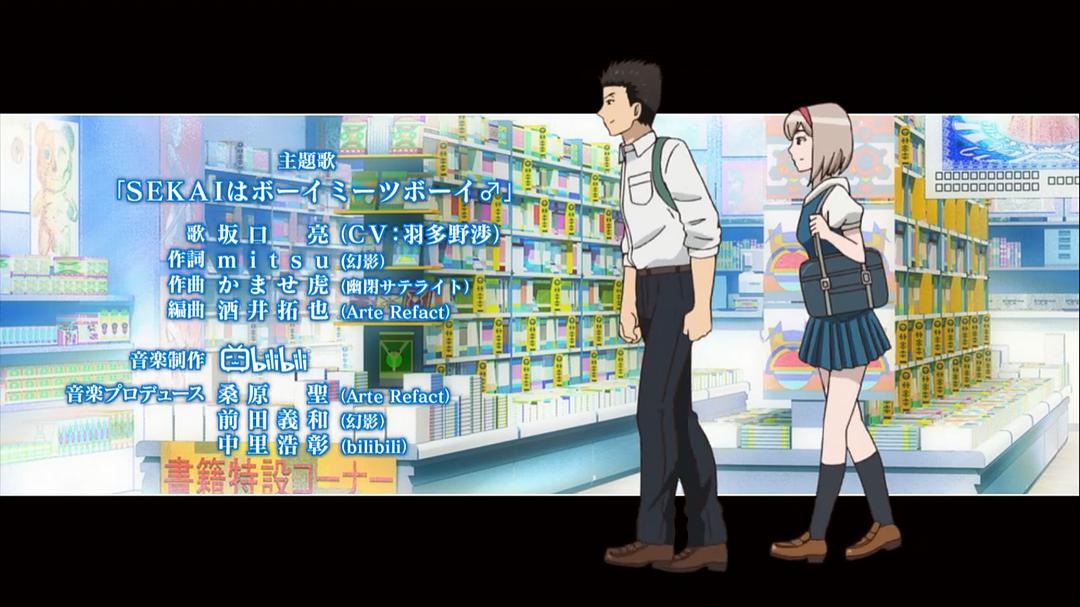 主題歌
「SEKAIはボーイミーツボーイ♂」
歌 坂口 亮 (CV:羽多野渉)
作詞 mitsu (幻影)
作曲 かませ虎 (幽閉サテライト)
編曲 酒井拓也 (Arte Refact)
音楽制作 bilibili
音楽プロデュース 桑原 聖 (Arte Refact)
前田義和 (幻影)
中里浩彰 (bilibili)
書籍特設コーナー